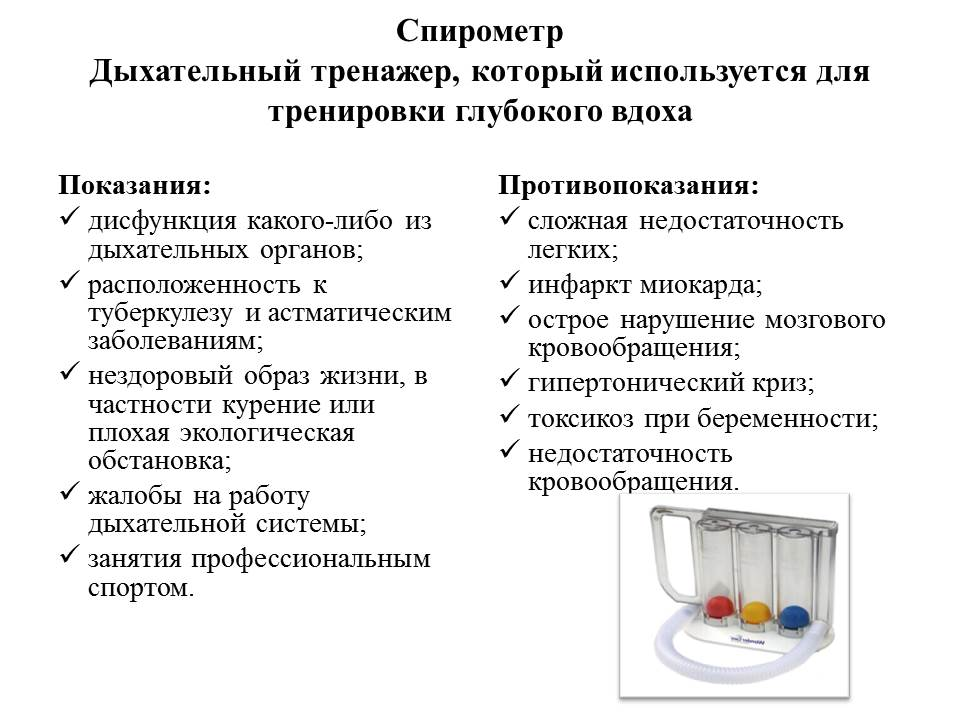 Спирометр
Дыхательный тренажер, который используется для
тренировки глубокого вдоха
Показания:
✓ дисфункция какого-либо из
дыхательных органов;
✓ расположенность к
туберкулезу и астматическим
заболеваниям;
✓ нездоровый образ жизни, в
частности курение или
плохая экологическая
обстановка;
✓ жалобы на работу
дыхательной системы;
✓ занятия профессиональным
спортом.
Противопоказания:
✓ сложная недостаточность
легких;
✓ инфаркт миокарда;
✓ острое нарушение мозгового
кровообращения;
✓ гипертонический криз;
✓ токсикоз при беременности;
✓ недостаточность
кровообращения.